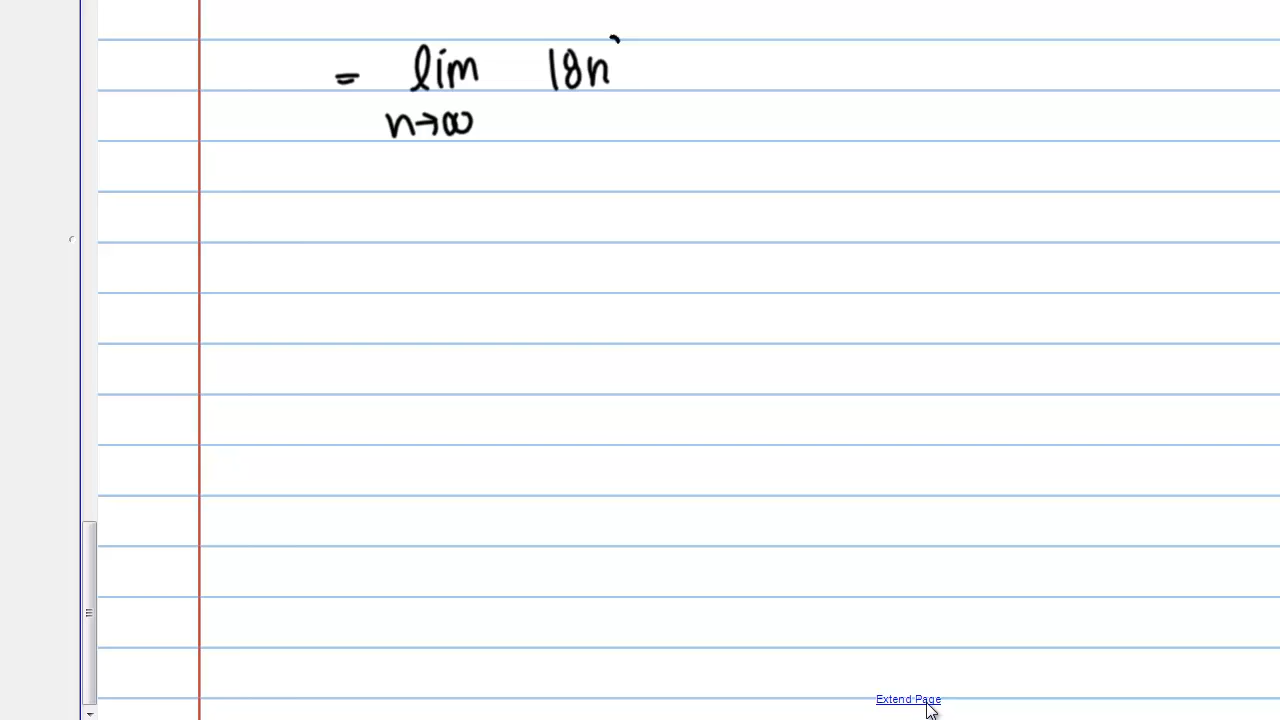 = lim 18n
n→∞
Extend Page